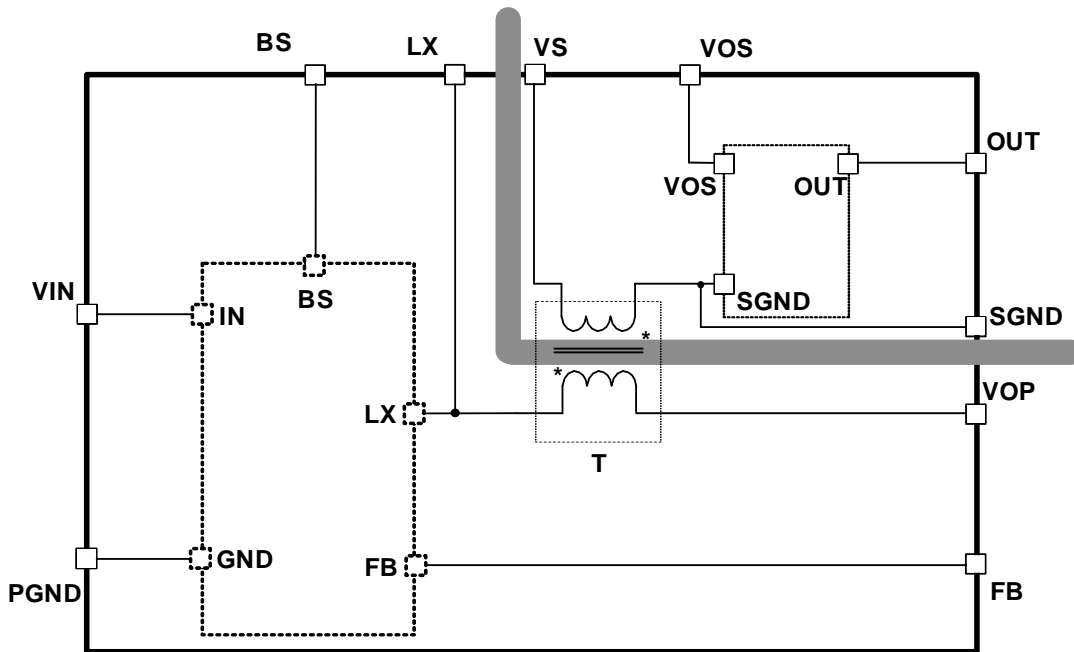 BS
LX
VS
VOS
OUT
VOS
OUT
VIN
IN
BS
SGND
SGND
*
*
VOP
LX
T
GND
FB
PGND
FB